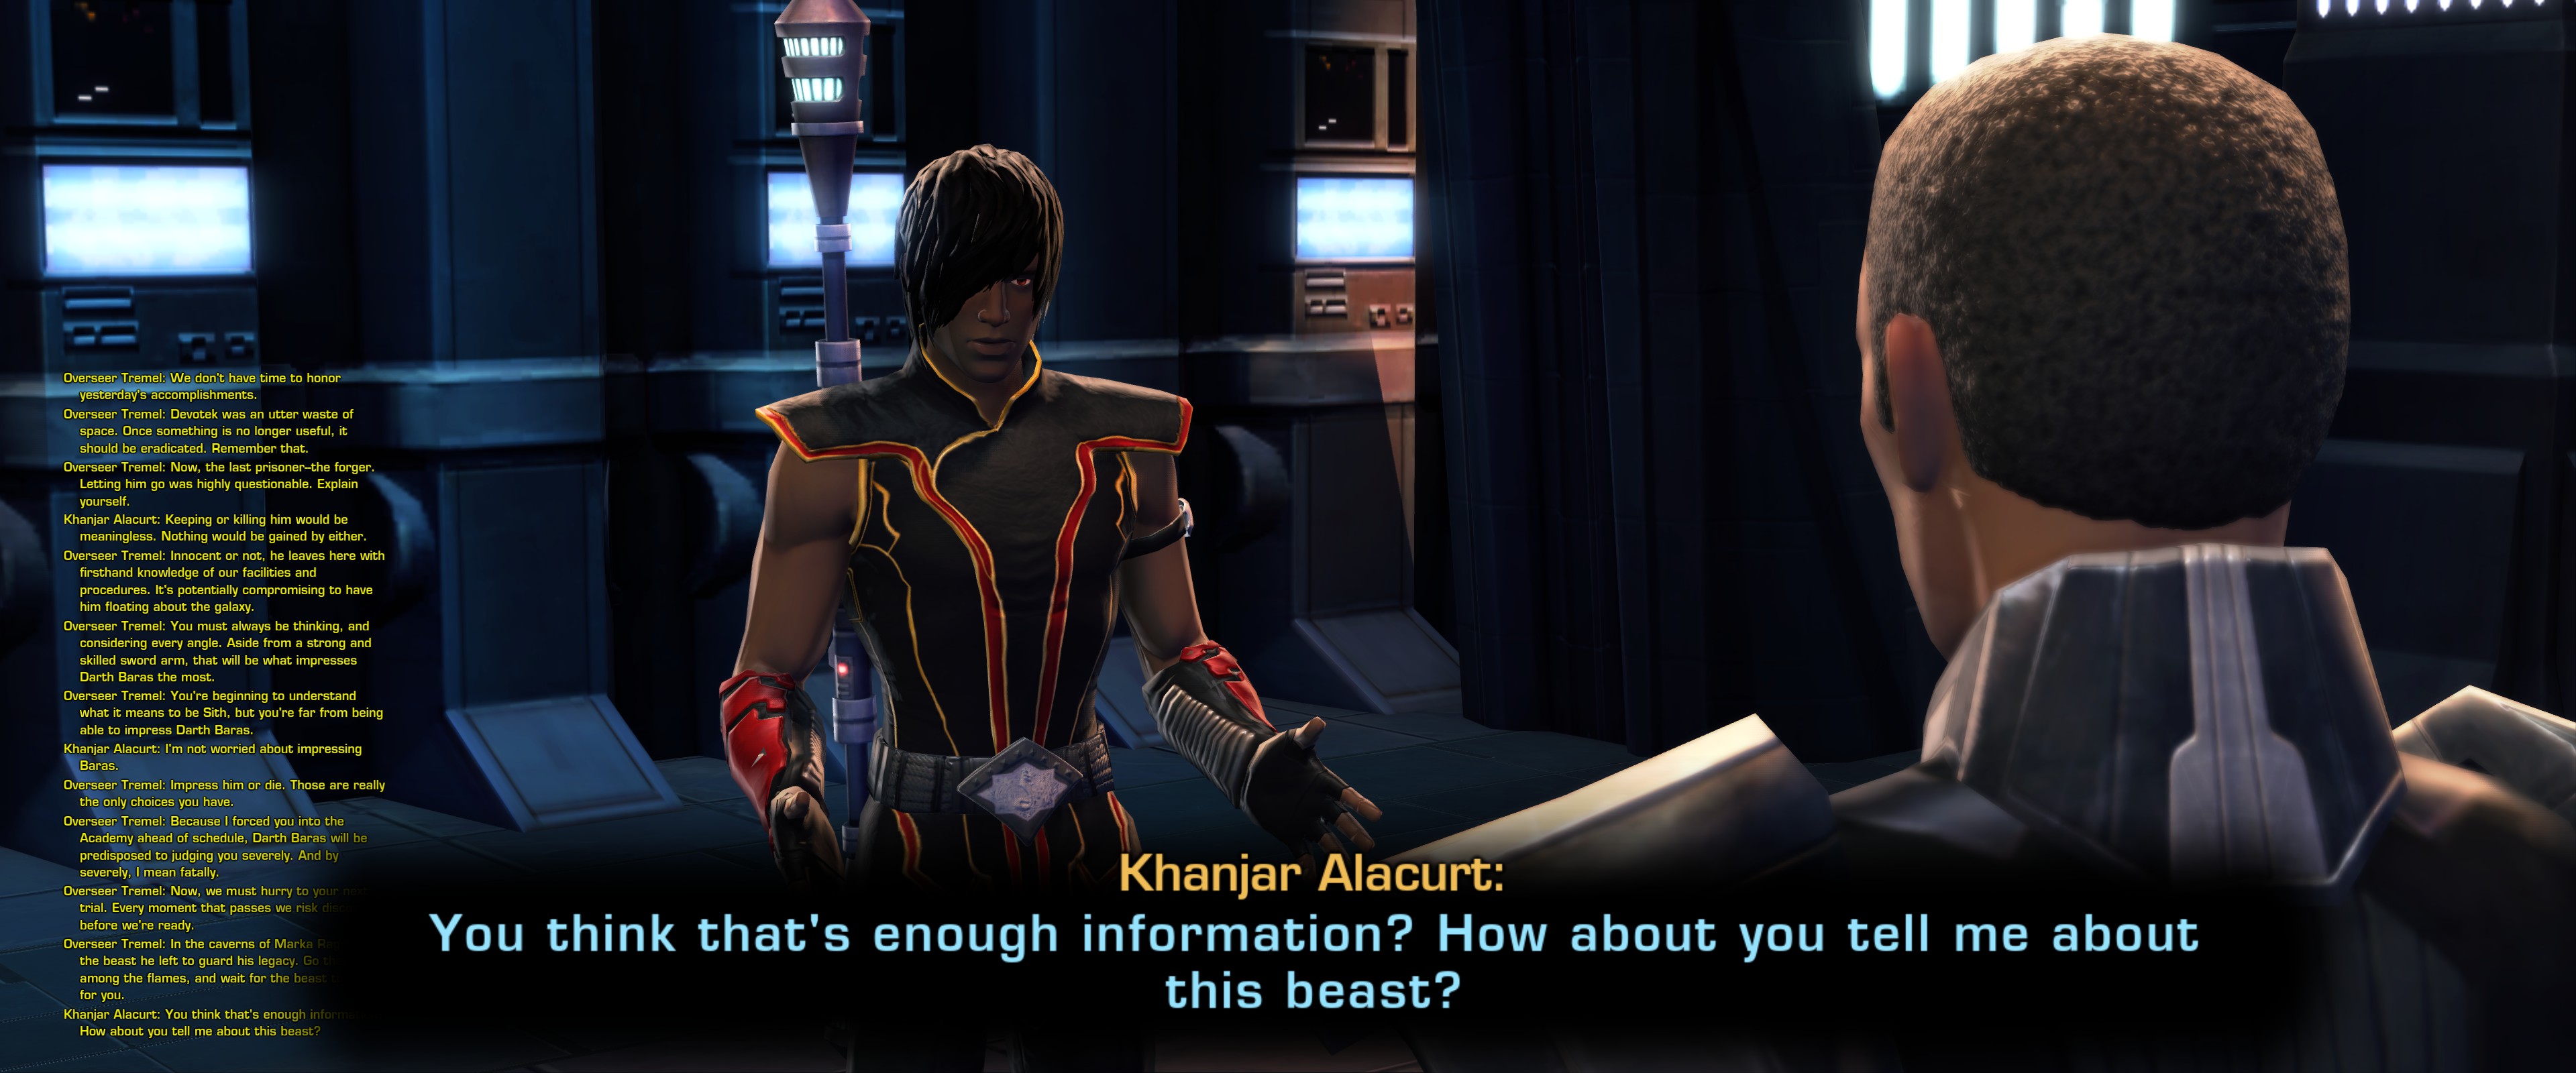 Overseer Tremel: We don't have time to honor
yesterday's accomplishments.
Overseer Tremel: Devotek was an utter waste of
space. Once something is no longer useful, it
should be eradicated. Remember that.
Overseer Tremel: Now, the last prisoner—the forger.
Letting him go was highly questionable. Explain
yourself.
Khanjar Alacurt: Keeping or killing him would be
meaningless. Nothing would be gained by either.
Overseer Tremel: Innocent or not, he leaves here with
firsthand knowledge of our facilities and
procedures. It's potentially compromising to have
him floating about the galaxy.
Overseer Tremel: You must always be thinking, and
considering every angle. Aside from a strong and
skilled sword arm, that will be what impresses
Darth Baras the most.
Overseer Tremel: You're beginning to understand
what it means to be Sith, but you're far from being
able to impress Darth Baras.
Khanjar Alacurt: I'm not worried about impressing
Baras.
Overseer Tremel: Impress him or die. Those are really
the only choices you have.
Overseer Tremel: Because I forced you into the
Academy ahead of schedule, Darth Baras will be
predisposed to judging you severely. And by
severely, I mean fatally.
Overseer Tremel: Now, we must hurry to your
trial. Every moment that passes we risk
before we're ready.
Overseer Tremel: In the caverns of Marka
the beast he left to guard his legacy. Go
among the flames, and wait for the beast
for you.
Khanjar Alacurt: You think that's enough
How about you tell me about this beast?
Khanjar Alacurt:
You think that's enough information? How about you tell me about
this beast?